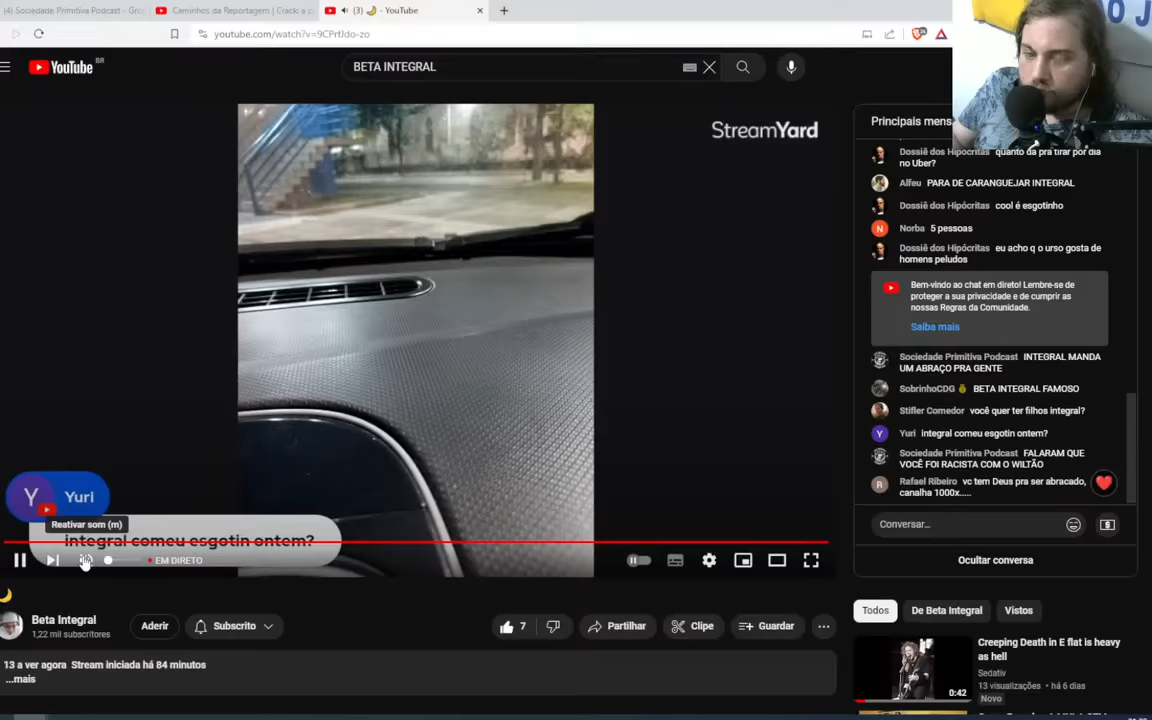 (4) Sociedade Primitiva Podcast - Gru
Caminhos da Reportagem | Crack: a p
(3) 🌙 - YouTube
youtube.com/watch?v=9CPrfJdo-zo
YouTube BR
BETA INTEGRAL
StreamYard
Principais mens
Dossiê dos Hipócritas quanto da pra tirar por dia
no Uber?
Alfeu PARA DE CARANGUEJAR INTEGRAL
Dossiê dos Hipócritas cool é esgotinho
Norba 5 pessoas
Dossiê dos Hipócritas eu acho q o urso gosta de
homens peludos
Bem-vindo ao chat em direto! Lembre-se de
proteger a sua privacidade e de cumprir as
nossas Regras da Comunidade.
Saiba mais
Sociedade Primitiva Podcast INTEGRAL MANDA
UM ABRAÇO PRA GENTE
SobrinhoCDG BETA INTEGRAL FAMOSO
Stifler Comedor você quer ter filhos integral?
Yuri integral comeu esgotin ontem?
Sociedade Primitiva Podcast FALARAM QUE
VOCÊ FOI RACISTA COM O WILTÃO
Rafael Ribeiro vc tem Deus pra ser abracado,
canalha 1000x.....
Conversar...
Ocultar conversa
Y Yuri
Reativar som (m)
integral comeu esgotin ontem?
EM DIRETO
🌙
Beta Integral
1,22 mil subscritores
Aderir
Subscrito
7
Partilhar
Clipe
Guardar
13 a ver agora Stream iniciada há 84 minutos
...mais
Todos
De Beta Integral
Vistos
Creeping Death in E flat is heavy
as hell
Sedativ
13 visualizações • há 6 dias
Novo
0:42